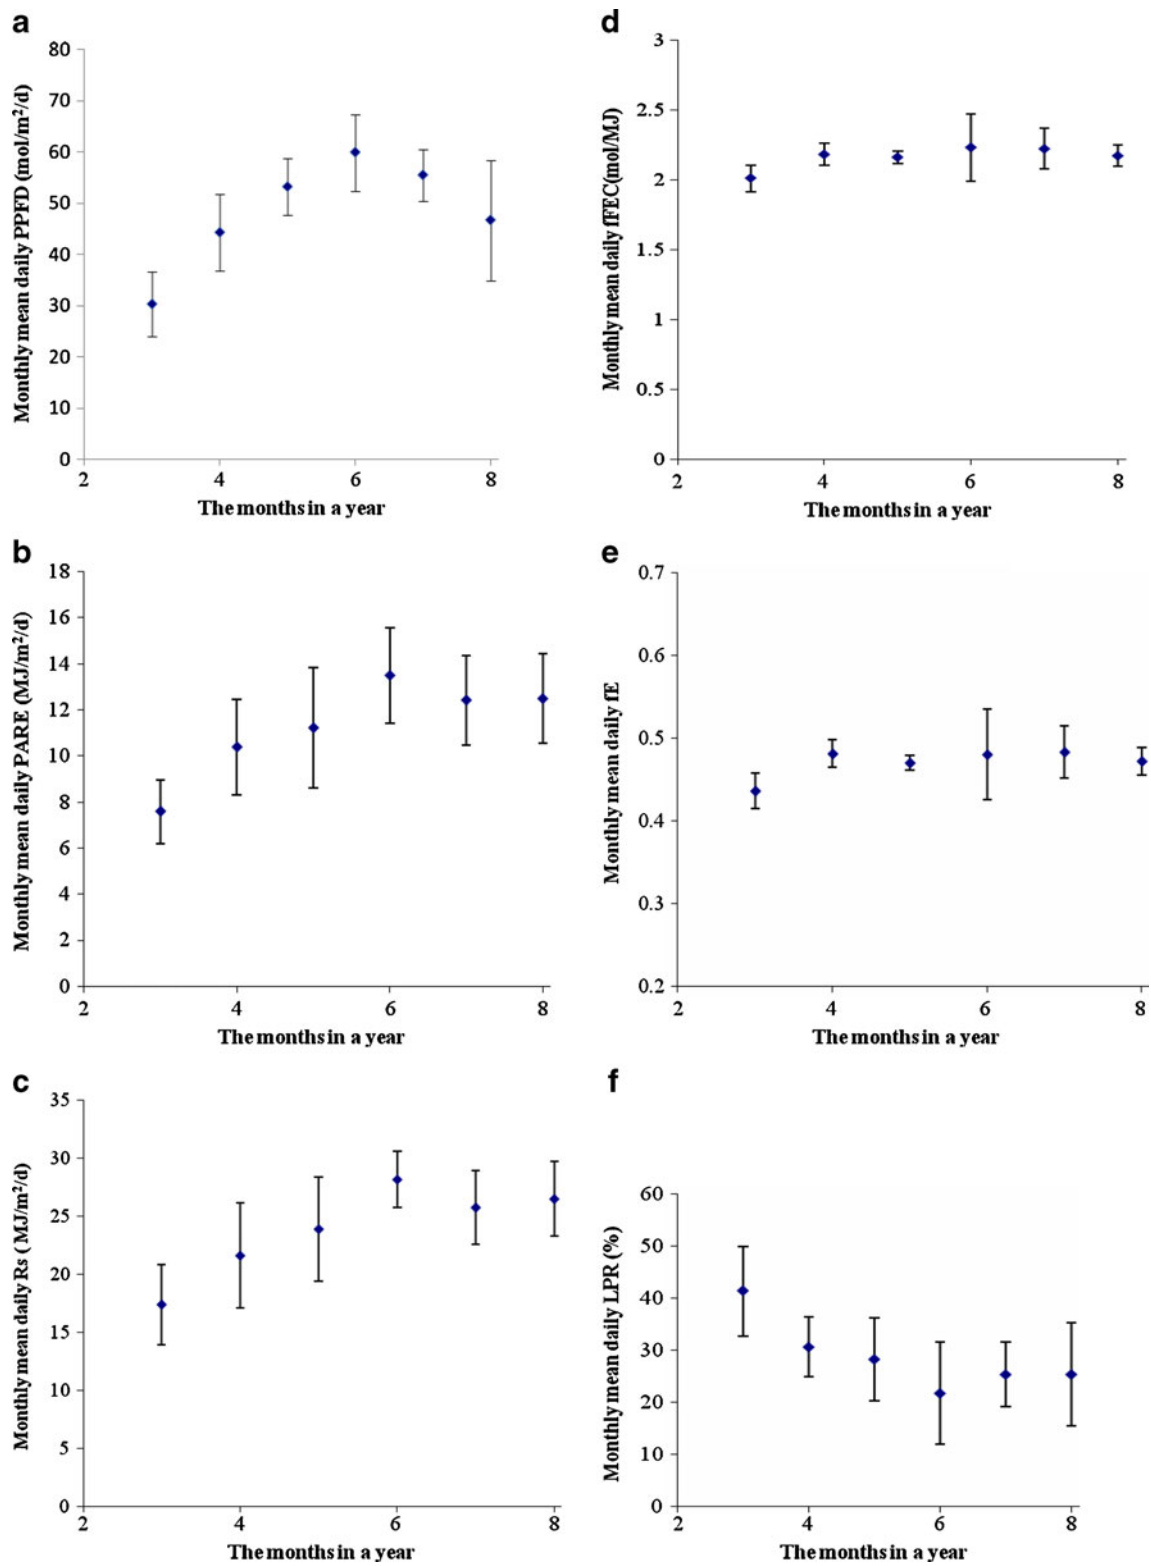 a
Monthly mean daily PPFD (mol/m²/d)
80
70
60
50
40
30
20
10
0
2 4 6 8
The months in a year
d
Monthly mean daily fFEC(mol/MJ)
3
2.5
2
1.5
1
0.5
0
2 4 6 8
The months in a year
b
Monthly mean daily PARE (MJ/m²/d)
18
16
14
12
10
8
6
4
2
0
2 4 6 8
The months in a year
e
Monthly mean daily fE
0.7
0.6
0.5
0.4
0.3
0.2
2 4 6 8
The months in a year
c
Monthly mean daily Rs ( MJ/m²/d)
35
30
25
20
15
10
5
0
2 4 6 8
The months in a year
f
Monthly mean daily LPR (%)
60
50
40
30
20
10
0
2 4 6 8
The months in a year